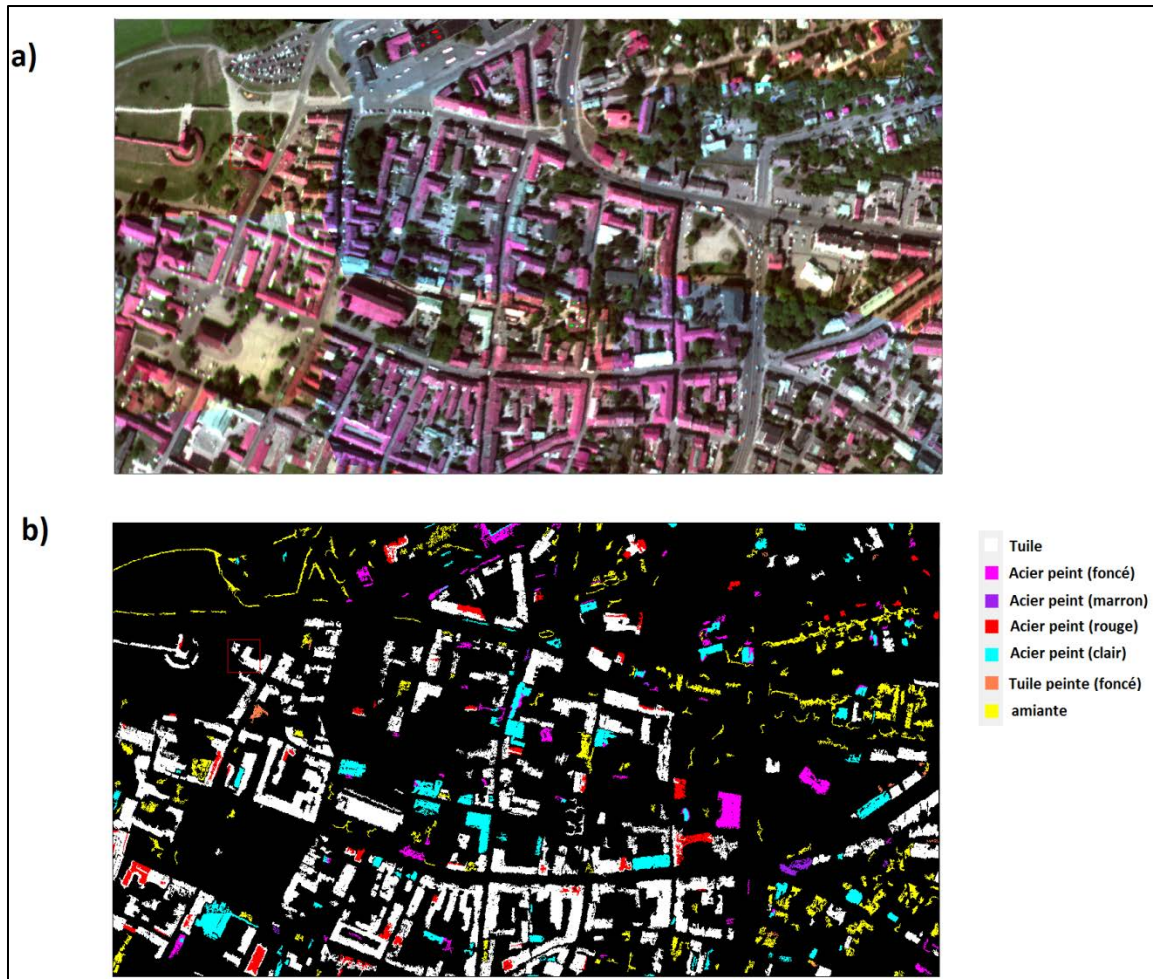 a)
b)
Tuile
Acier peint (foncé)
Acier peint (marron)
Acier peint (rouge)
Acier peint (clair)
Tuile peinte (foncé)
amiante